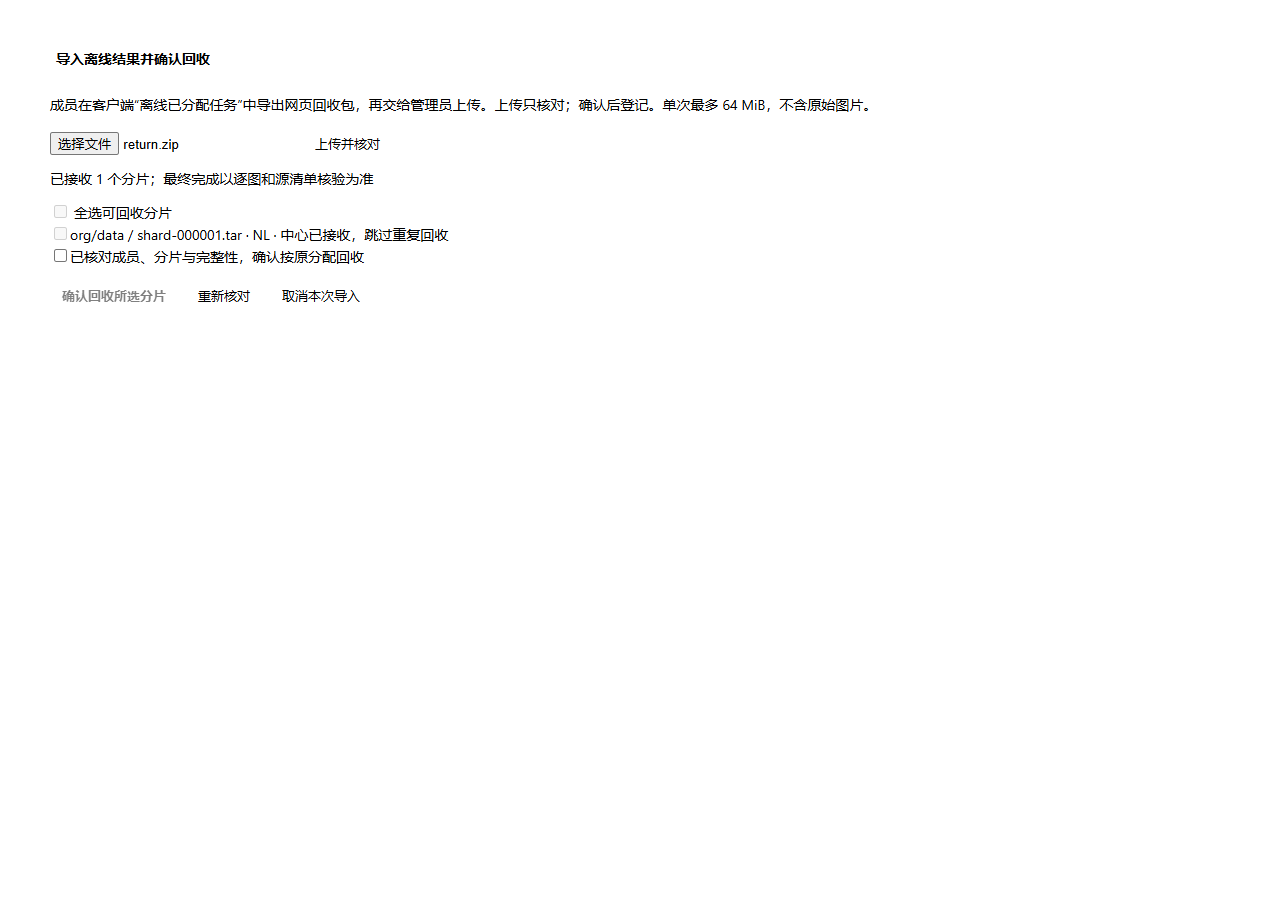 导入离线结果并确认回收
成员在客户端“离线已分配任务”中导出网页回收包，再交给管理员上传。上传只核对；确认后登记。单次最多 64 MiB，不含原始图片。
选择文件 return.zip 上传并核对
已接收 1 个分片；最终完成以逐图和源清单核验为准
全选可回收分片
org/data / shard-000001.tar · NL · 中心已接收，跳过重复回收
已核对成员、分片与完整性，确认按原分配回收
确认回收所选分片 重新核对 取消本次导入